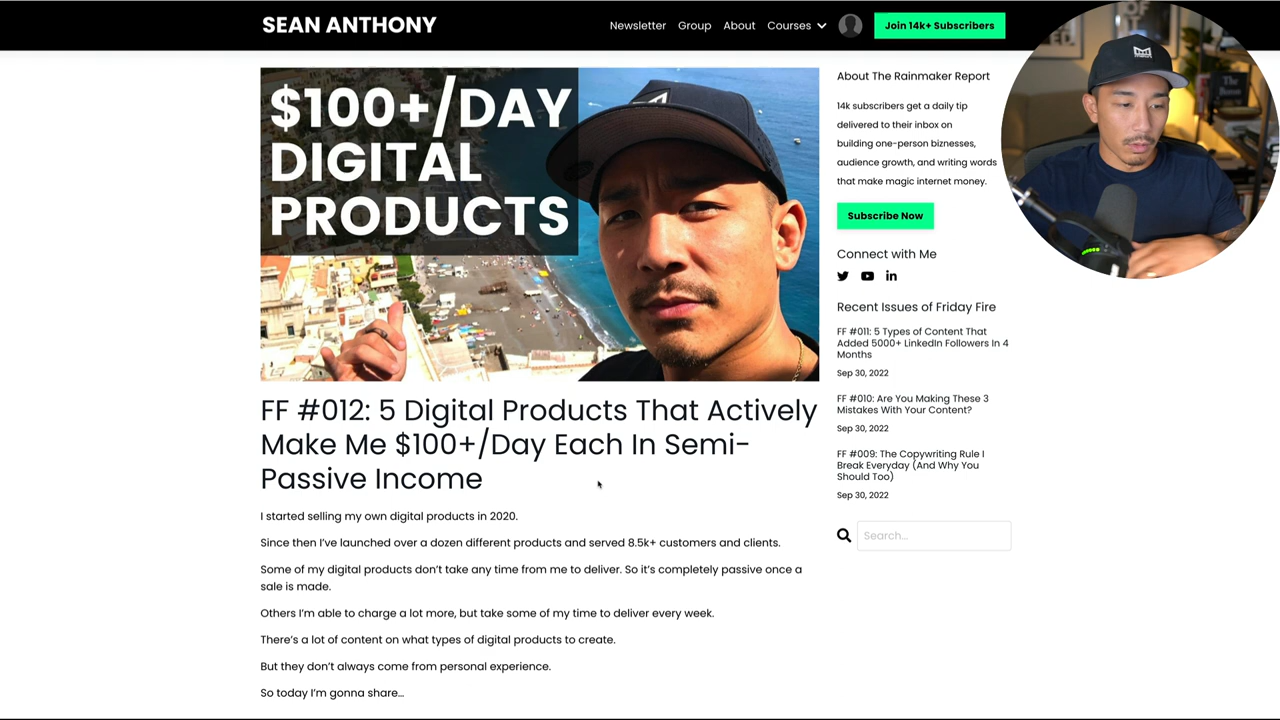 SEAN ANTHONY
Newsletter
Group
About
Courses
Join 14k+ Subscribers
$100+/DAY
DIGITAL
PRODUCTS
FF #012: 5 Digital Products That Actively
Make Me $100+/Day Each In Semi-
Passive Income
I started selling my own digital products in 2020.
Since then I've launched over a dozen different products and served 8.5k+ customers and clients.
Some of my digital products don't take any time from me to deliver. So it's completely passive once a
sale is made.
Others I'm able to charge a lot more, but take some of my time to deliver every week.
There's a lot of content on what types of digital products to create.
But they don't always come from personal experience.
So today I'm gonna share…
About The Rainmaker Report
14k subscribers get a daily tip
delivered to their inbox on
building one-person biznesses,
audience growth, and writing words
that make magic internet money.
Subscribe Now
Connect with Me
Recent Issues of Friday Fire
FF #011: 5 Types of Content That
Added 5000+ LinkedIn Followers In 4
Months
Sep 30, 2022
FF #010: Are You Making These 3
Mistakes With Your Content?
Sep 30, 2022
FF #009: The Copywriting Rule I
Break Everyday (And Why You
Should Too)
Sep 30, 2022
Search...
OF
IT
The